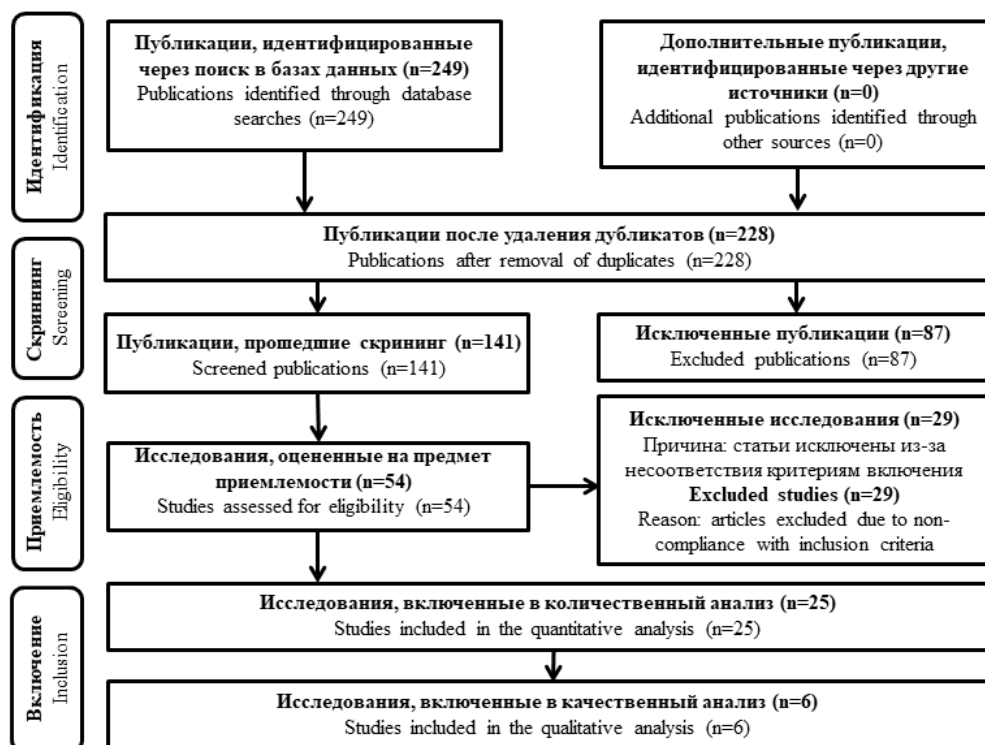 Идентификация
Identification
Публикации, идентифицированные
через поиск в базах данных (n=249)
Publications identified through database
searches (n=249)
Дополнительные публикации,
идентифицированные через другие
источники (n=0)
Additional publications identified through
other sources (n=0)
Скриннинг
Screening
Публикации после удаления дубликатов (n=228)
Publications after removal of duplicates (n=228)
Публикации, прошедшие скрининг (n=141)
Screened publications (n=141)
Исключенные публикации (n=87)
Excluded publications (n=87)
Приемлемость
Eligibility
Исследования, оцененные на предмет
приемлемости (n=54)
Studies assessed for eligibility (n=54)
Исключенные исследования (n=29)
Причина: статьи исключены из-за
несоответствия критериям включения
Excluded studies (n=29)
Reason: articles excluded due to non-
compliance with inclusion criteria
Включение
Inclusion
Исследования, включенные в количественный анализ (n=25)
Studies included in the quantitative analysis (n=25)
Исследования, включенные в качественный анализ (n=6)
Studies included in the qualitative analysis (n=6)